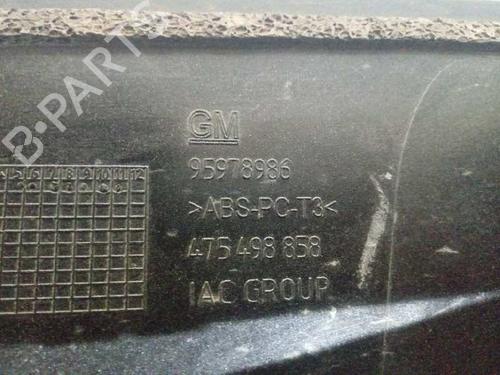 B-PARTS
GM
95978986
>ABS-PC-T3<
475 498 858
IAC GROUP